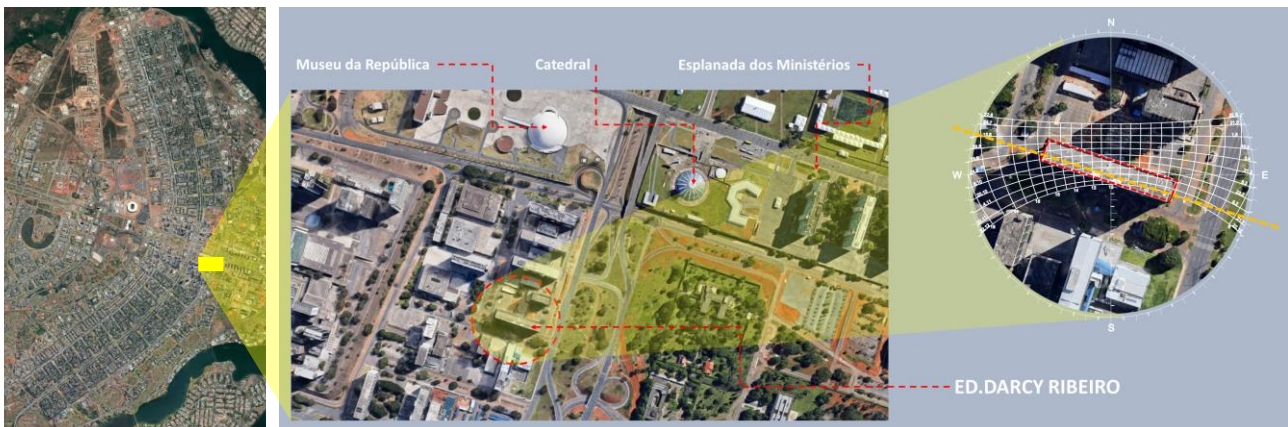 Museu da República
Catedral
Esplanada dos Ministérios
ED.DARCY RIBEIRO
N
W
E
S